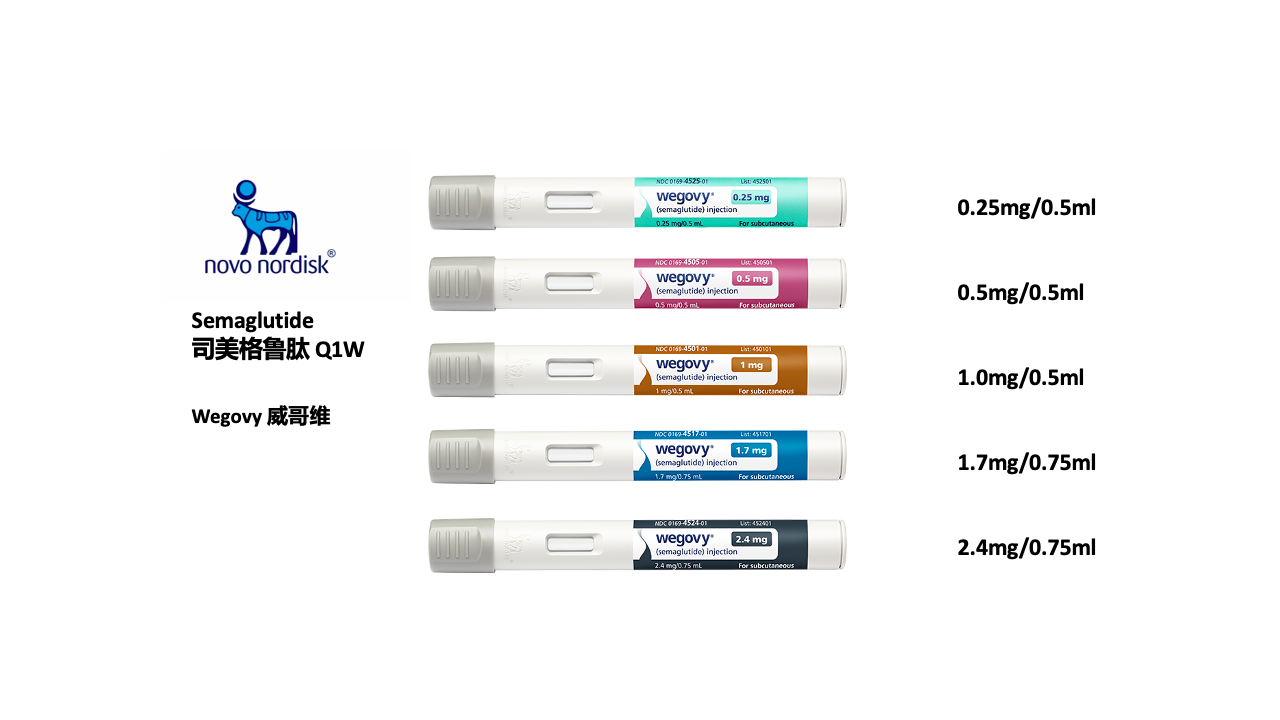 novo nordisk®
Semaglutide
司美格鲁肽 Q1W
Wegovy 威哥维
NDC 0169-4525-01 List: 452501
wegovy® 0.25 mg
(semaglutide) injection
0.25 mg/0.5 mL For subcutaneous
0.25mg/0.5ml
NDC 0169-4505-01 List: 450501
wegovy® 0.5 mg
(semaglutide) injection
0.5 mg/0.5 mL For subcutaneous
0.5mg/0.5ml
NDC 0169-4501-01 List: 450101
wegovy® 1 mg
(semaglutide) injection
1 mg/0.5 mL For subcutaneous
1.0mg/0.5ml
NDC 0169-4517-01 List: 451701
wegovy® 1.7 mg
(semaglutide) injection
1.7 mg/0.75 mL For subcutaneous
1.7mg/0.75ml
NDC 0169-4524-01 List: 452401
wegovy® 2.4 mg
(semaglutide) injection
2.4 mg/0.75 mL For subcutaneous
2.4mg/0.75ml